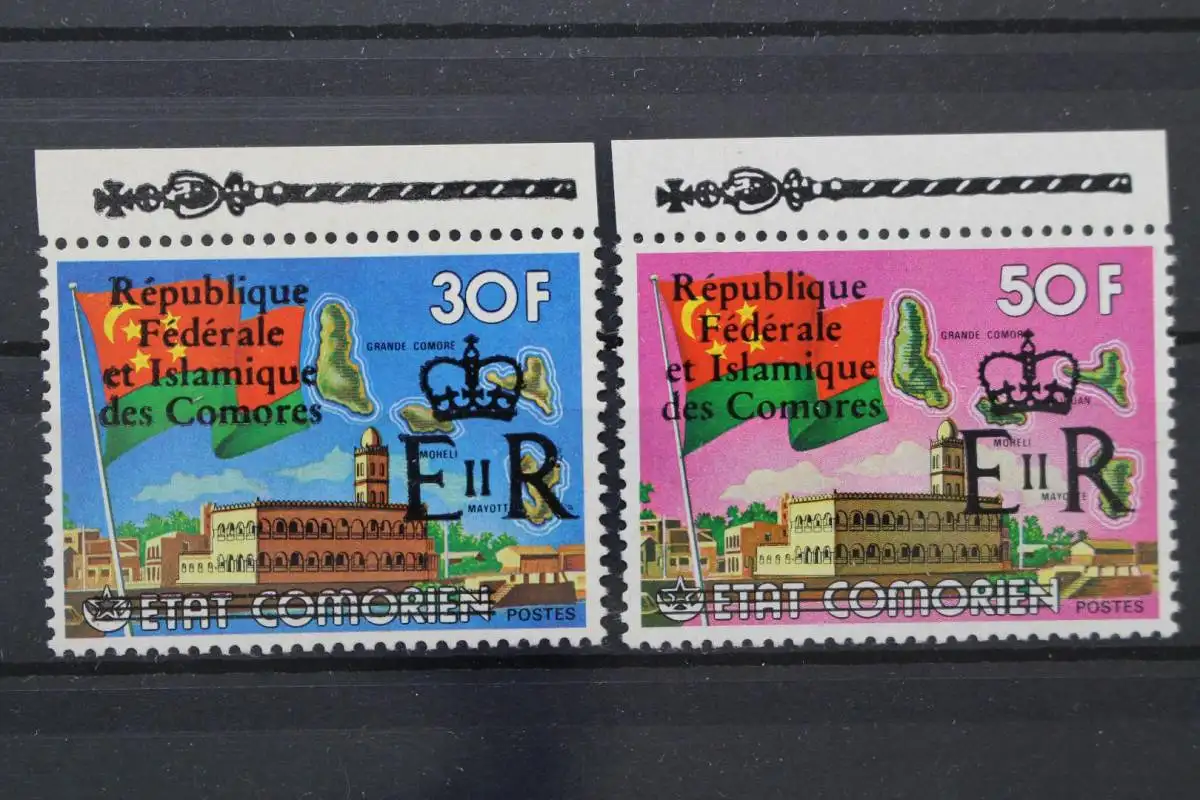 30F
République
Fédérale
et Islamique
des Comores
GRANDE COMORE
MOHELI
MAYOTTE
E II R
ETAT COMORIEN
POSTES
50F
République
Fédérale
et Islamique
des Comores
GRANDE COMORE
MOHELI
MAYOTTE
E II R
ETAT COMORIEN
POSTES